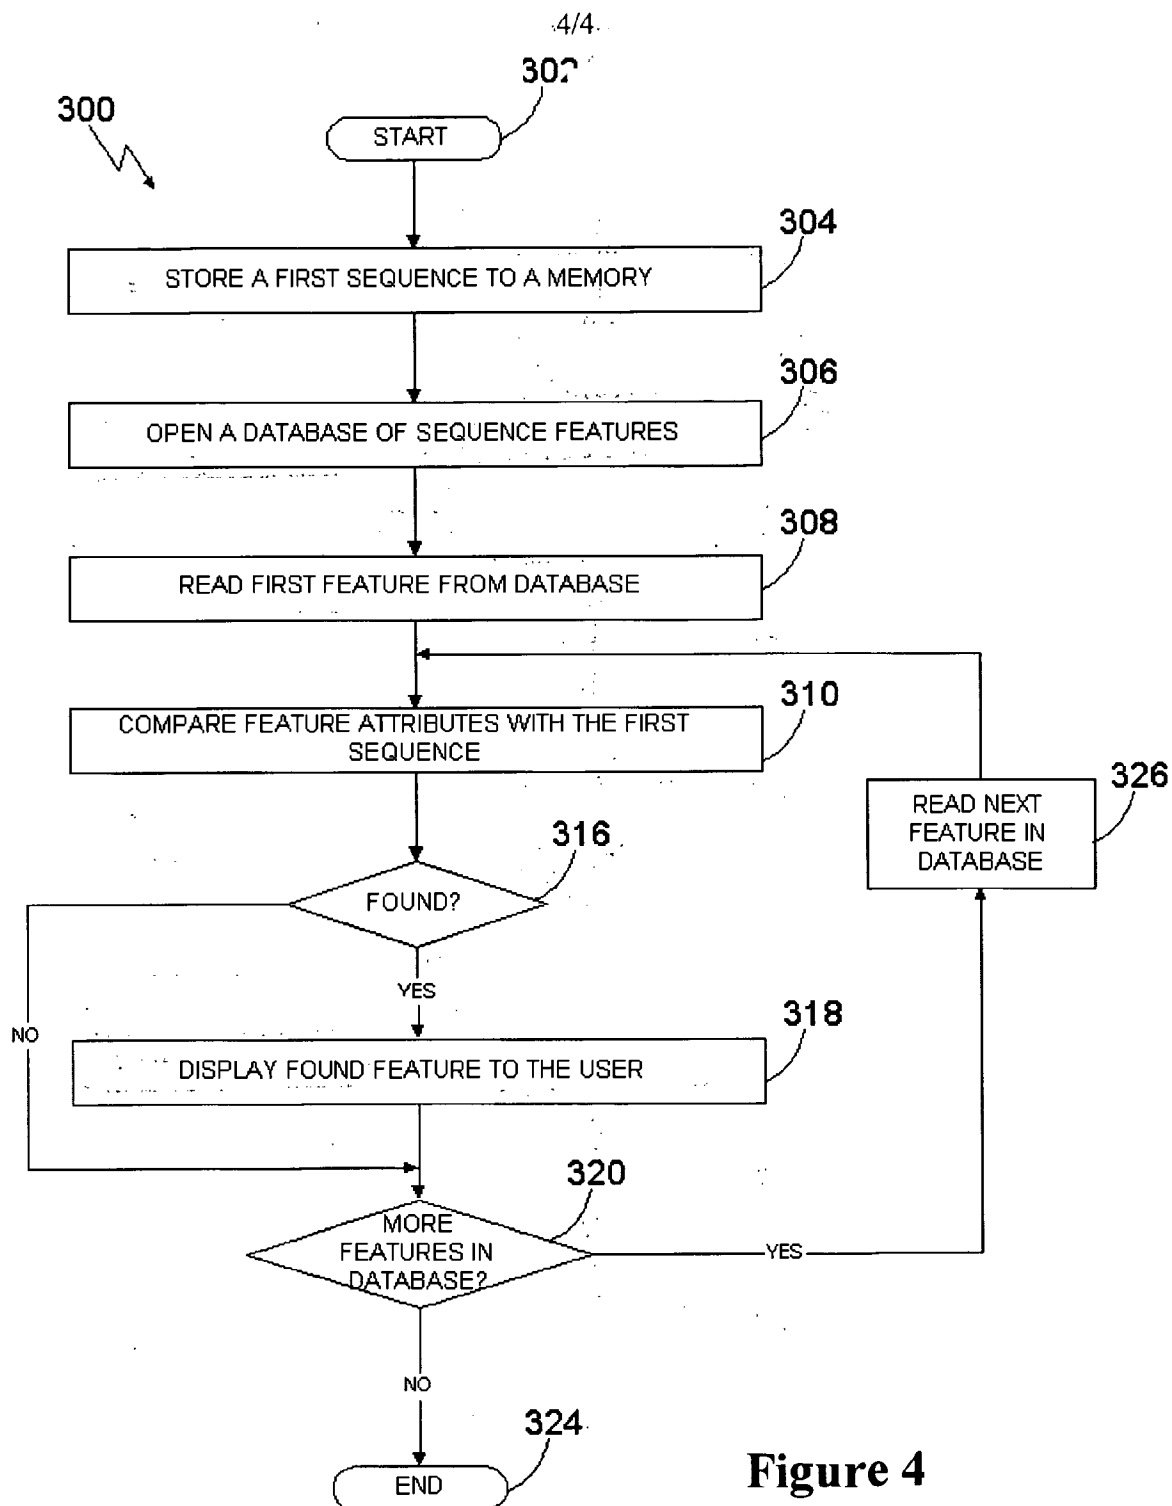 4/4
302
300
START
304
STORE A FIRST SEQUENCE TO A MEMORY
306
OPEN A DATABASE OF SEQUENCE FEATURES
308
READ FIRST FEATURE FROM DATABASE
310
COMPARE FEATURE ATTRIBUTES WITH THE FIRST
SEQUENCE
326
READ NEXT
FEATURE IN
DATABASE
316
FOUND?
YES
NO
318
DISPLAY FOUND FEATURE TO THE USER
320
MORE
FEATURES IN
DATABASE?
YES
NO
324
END
Figure 4